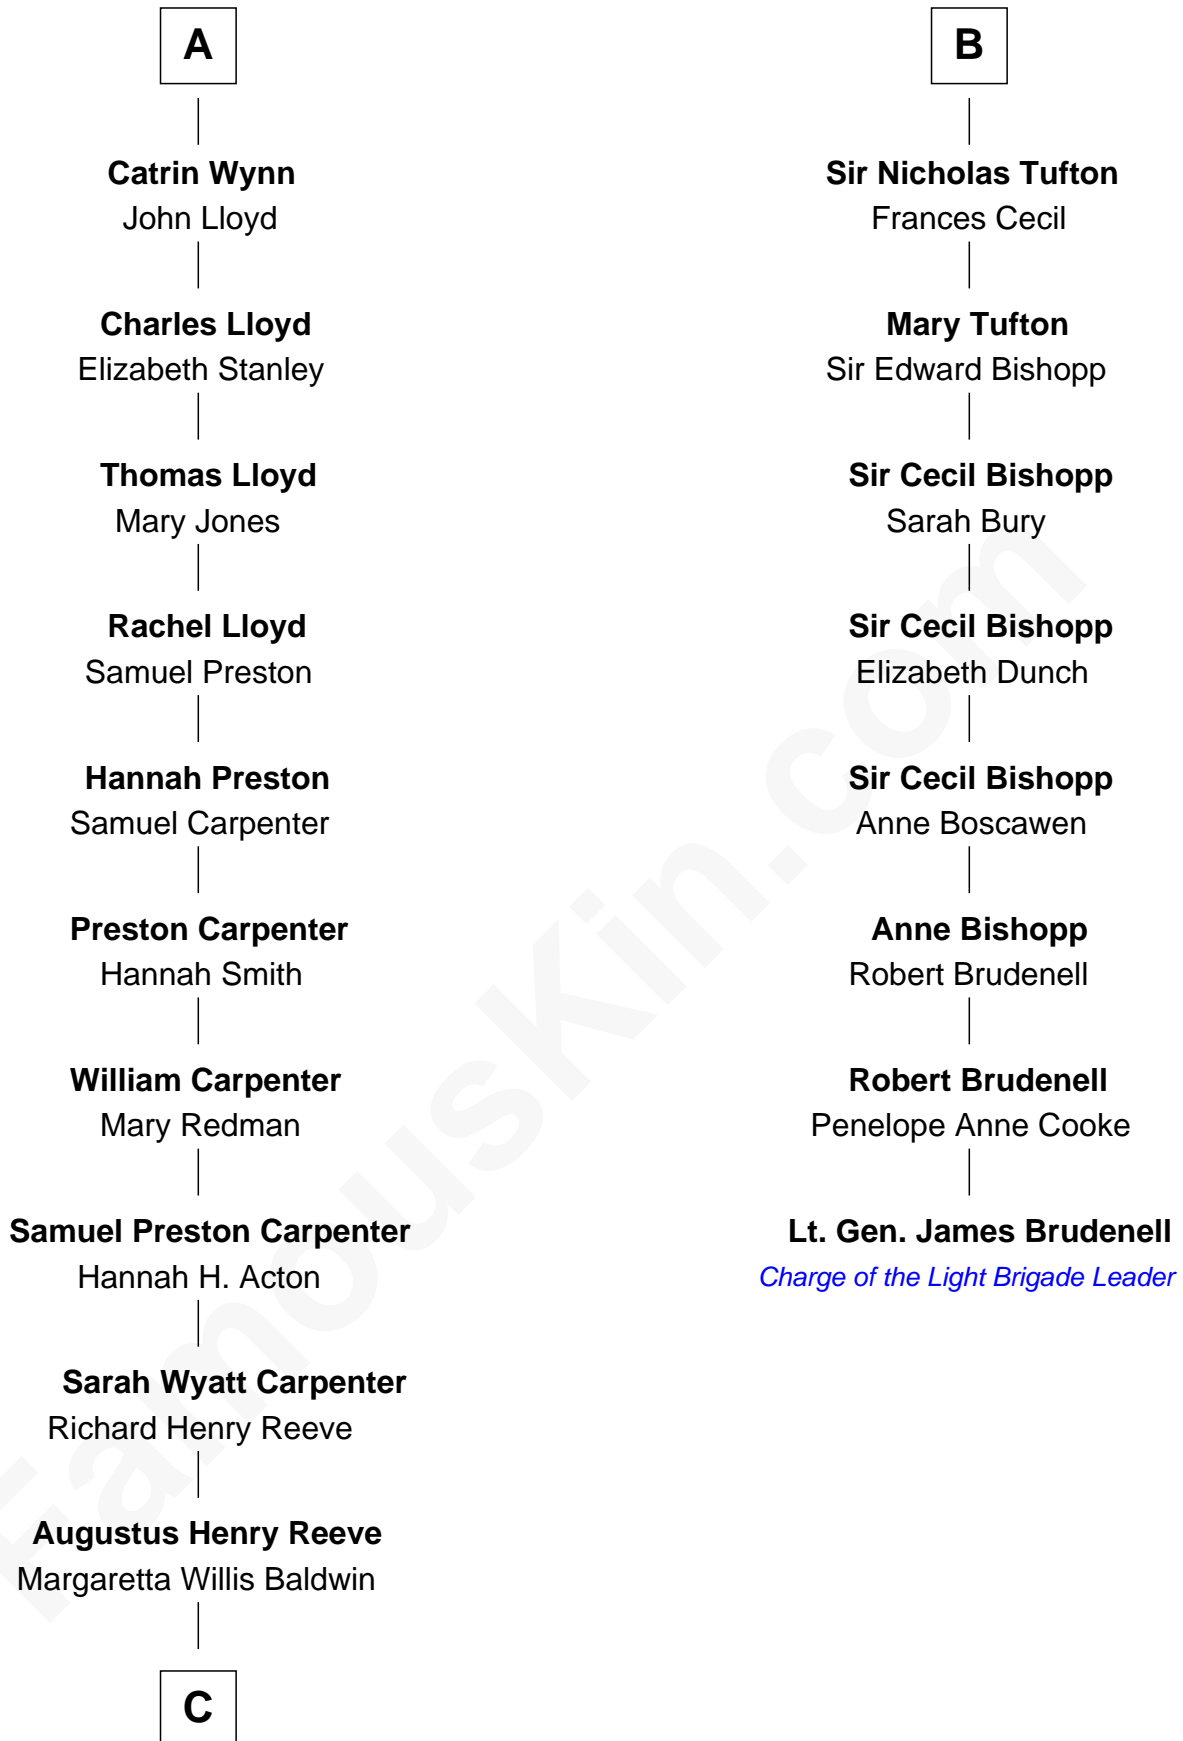 A
Catrin Wynn
John Lloyd
Charles Lloyd
Elizabeth Stanley
Thomas Lloyd
Mary Jones
Rachel Lloyd
Samuel Preston
Hannah Preston
Samuel Carpenter
Preston Carpenter
Hannah Smith
William Carpenter
Mary Redman
Samuel Preston Carpenter
Hannah H. Acton
Sarah Wyatt Carpenter
Richard Henry Reeve
Augustus Henry Reeve
Margaretta Willis Baldwin
C
B
Sir Nicholas Tufton
Frances Cecil
Mary Tufton
Sir Edward Bishopp
Sir Cecil Bishopp
Sarah Bury
Sir Cecil Bishopp
Elizabeth Dunch
Sir Cecil Bishopp
Anne Boscawen
Anne Bishopp
Robert Brudenell
Robert Brudenell
Penelope Anne Cooke
Lt. Gen. James Brudenell
Charge of the Light Brigade Leader
FamousKin.com